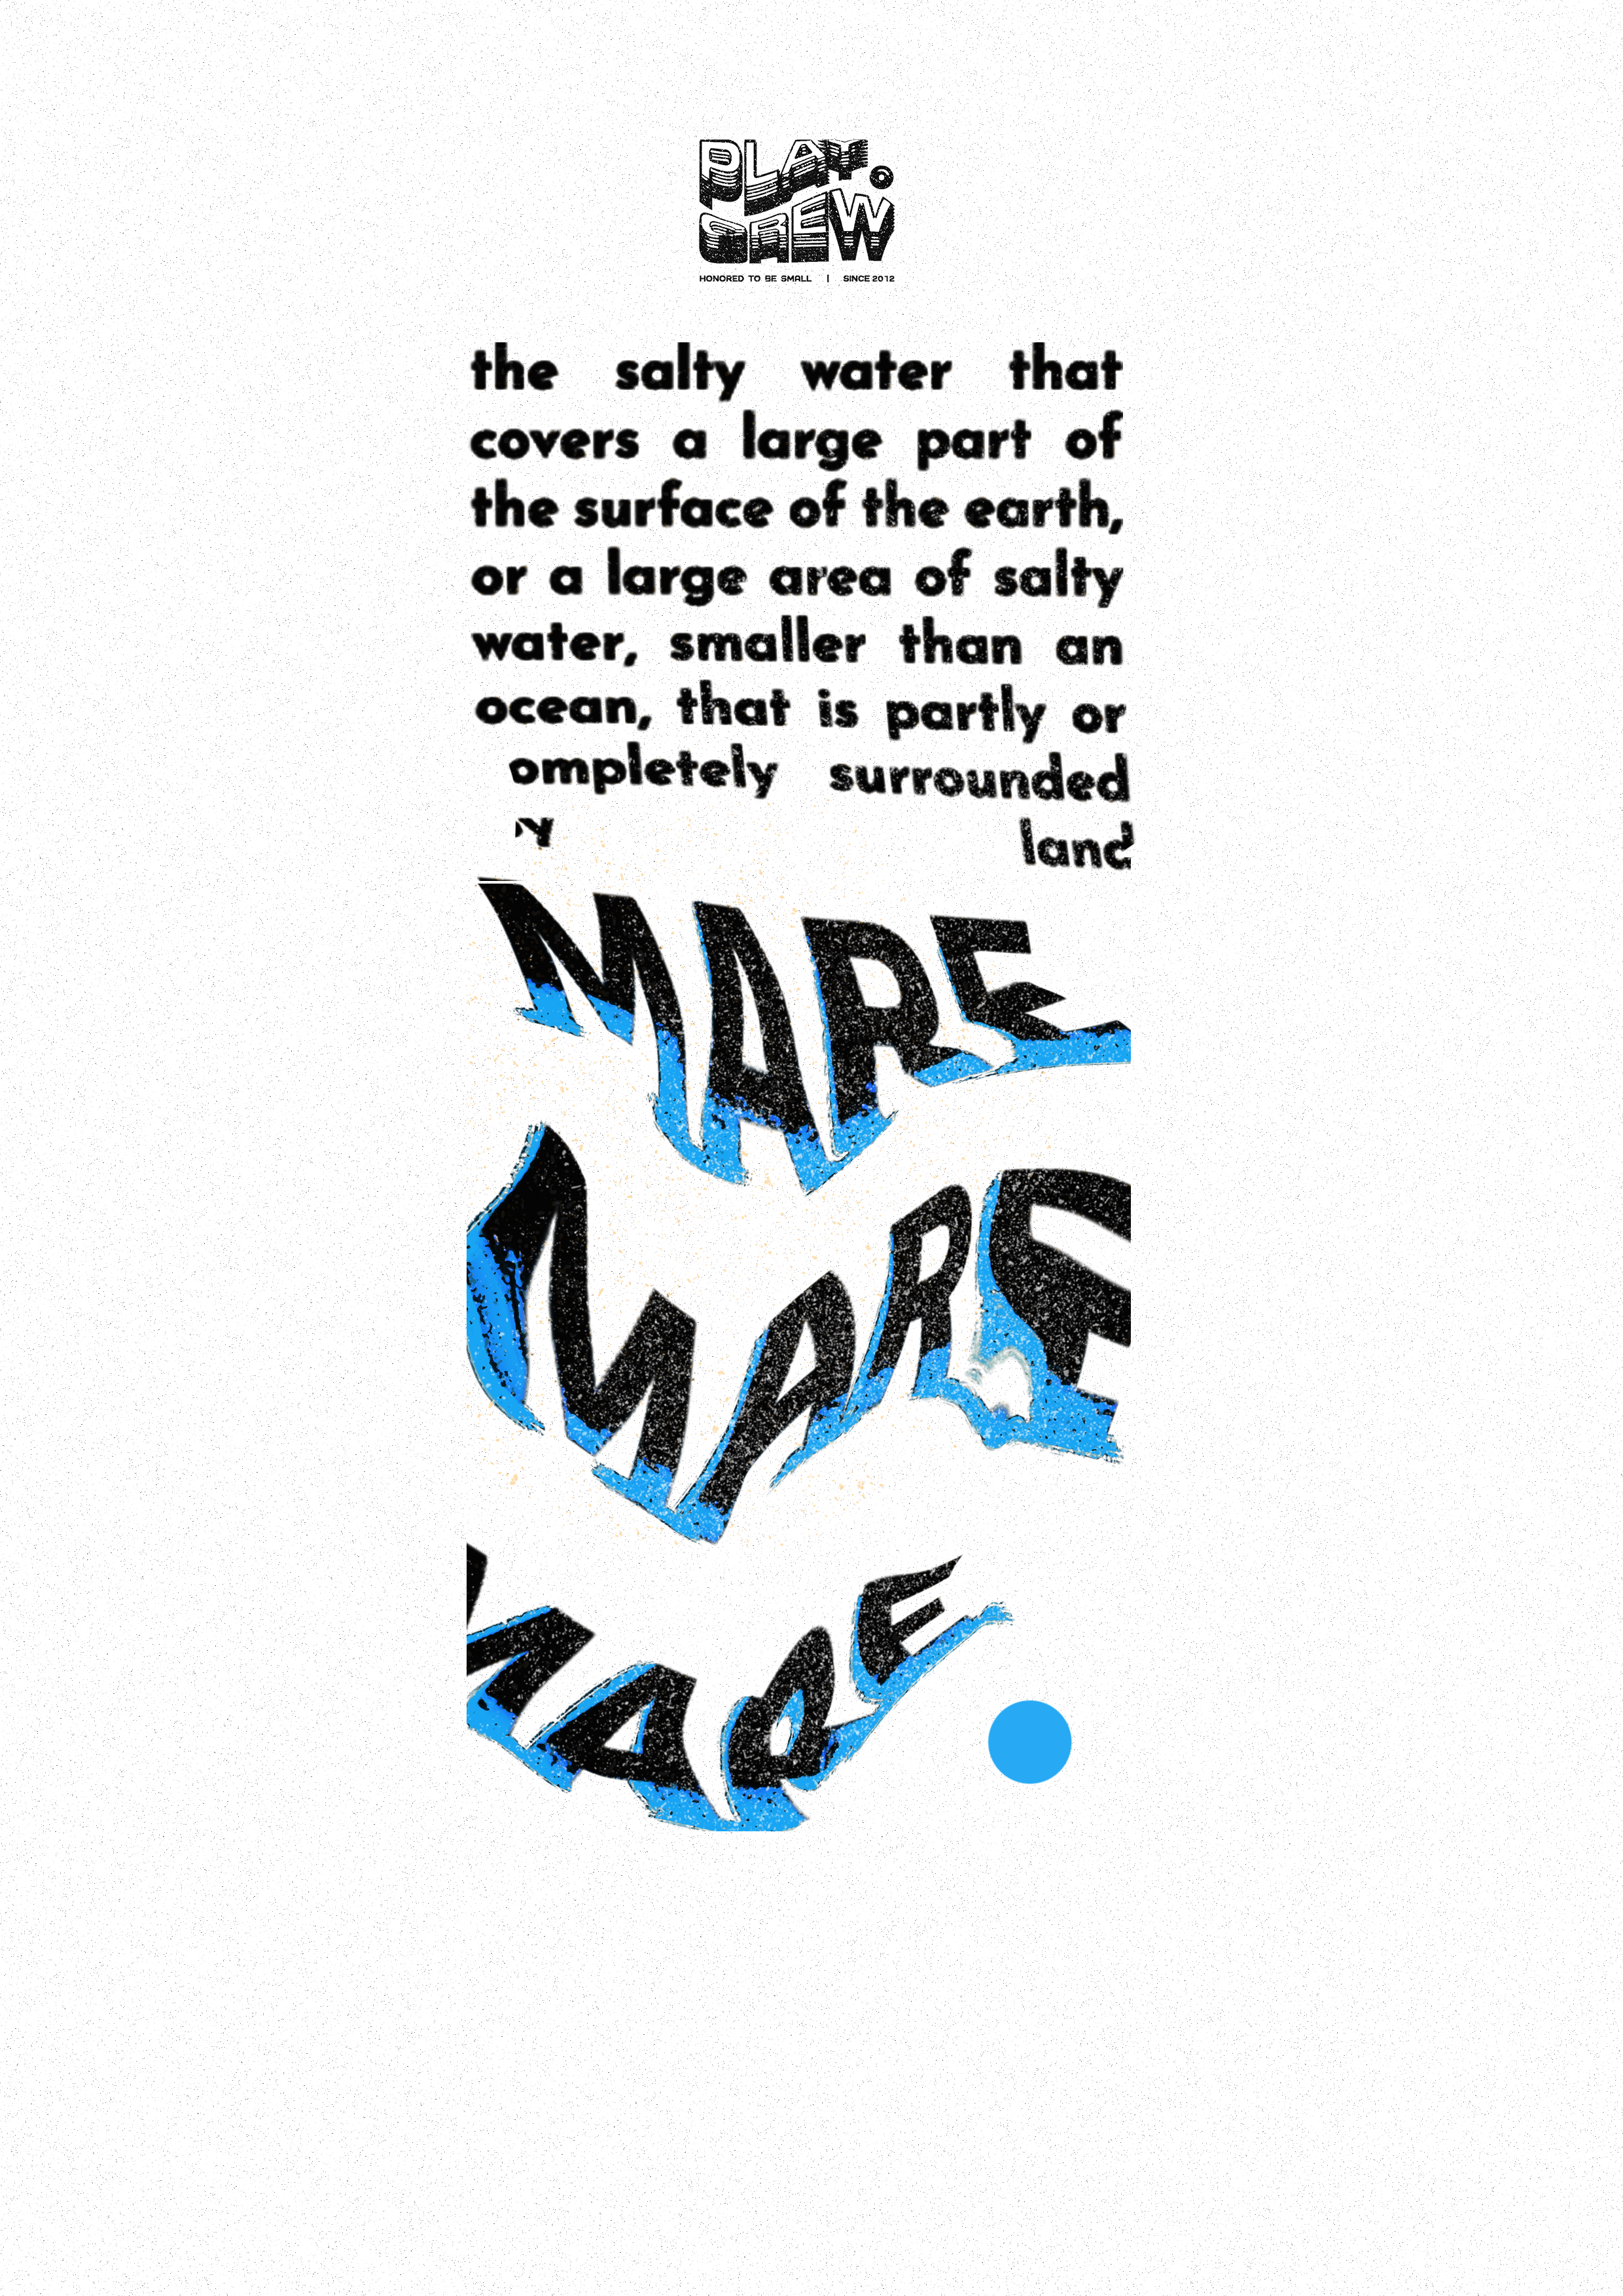 PLAY.
CREW
HONORED TO BE SMALL | SINCE 2012
the salty water that
covers a large part of
the surface of the earth,
or a large area of salty
water, smaller than an
ocean, that is partly or
ompletely surrounded
y land
MARE
MARE
MARE